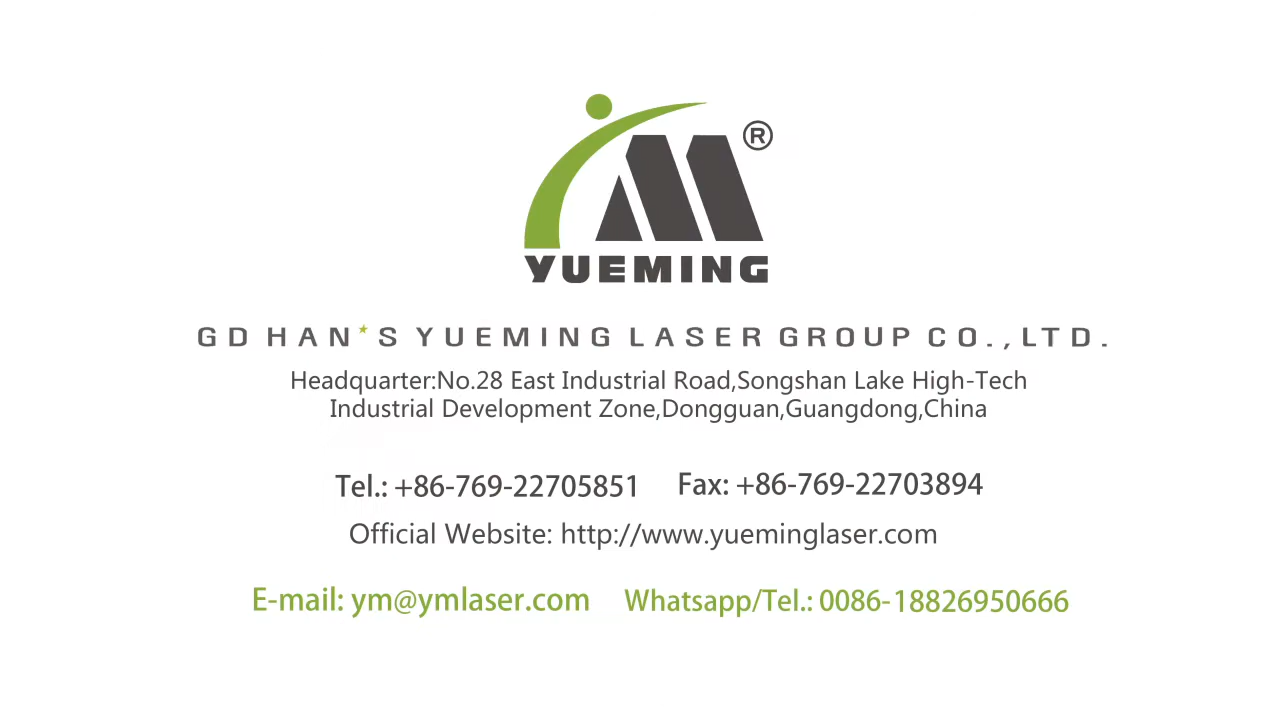 ®
YUEMING
GD HAN★S YUEMING LASER GROUP CO.,LTD.
Headquarter:No.28 East Industrial Road,Songshan Lake High-Tech
Industrial Development Zone,Dongguan,Guangdong,China
Tel.: +86-769-22705851 Fax: +86-769-22703894
Official Website: http://www.yueminglaser.com
E-mail: ym@ymlaser.com Whatsapp/Tel.: 0086-18826950666